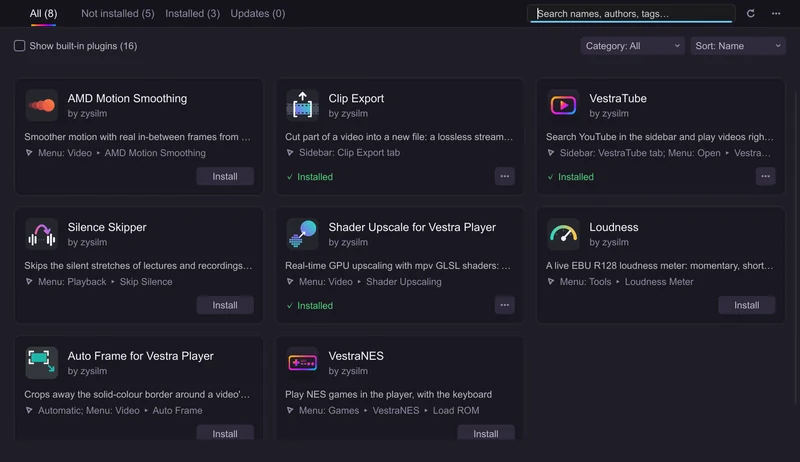 All (8) Not installed (5) Installed (3) Updates (0) Search names, authors, tags…
Show built-in plugins (16) Category: All Sort: Name
AMD Motion Smoothing
by zysilm
Smoother motion with real in-between frames from …
Menu: Video ▸ AMD Motion Smoothing
Install
Clip Export
by zysilm
Cut part of a video into a new file: a lossless stream…
Sidebar: Clip Export tab
✓ Installed
VestraTube
by zysilm
Search YouTube in the sidebar and play videos righ…
Sidebar: VestraTube tab; Menu: Open ▸ Vestra…
✓ Installed
Silence Skipper
by zysilm
Skips the silent stretches of lectures and recordings…
Menu: Playback ▸ Skip Silence
Install
Shader Upscale for Vestra Player
by zysilm
Real-time GPU upscaling with mpv GLSL shaders: …
Menu: Video ▸ Shader Upscaling
✓ Installed
Loudness
by zysilm
A live EBU R128 loudness meter: momentary, short…
Menu: Tools ▸ Loudness Meter
Install
Auto Frame for Vestra Player
by zysilm
Crops away the solid-colour border around a video'…
Automatic; Menu: Video ▸ Auto Frame
Install
VestraNES
by zysilm
Play NES games in the player, with the keyboard
Menu: Games ▸ VestraNES ▸ Load ROM
Install